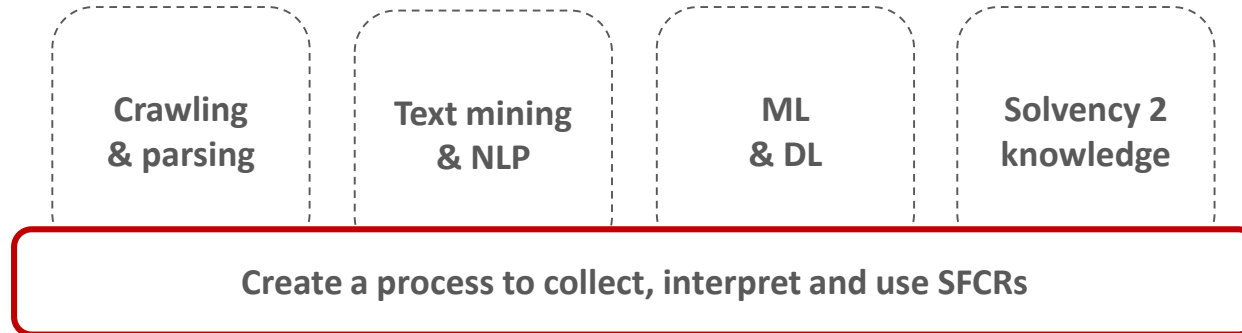 Crawling
& parsing
Text mining
& NLP
ML
& DL
Solvency 2
knowledge
Create a process to collect, interpret and use SFCRs